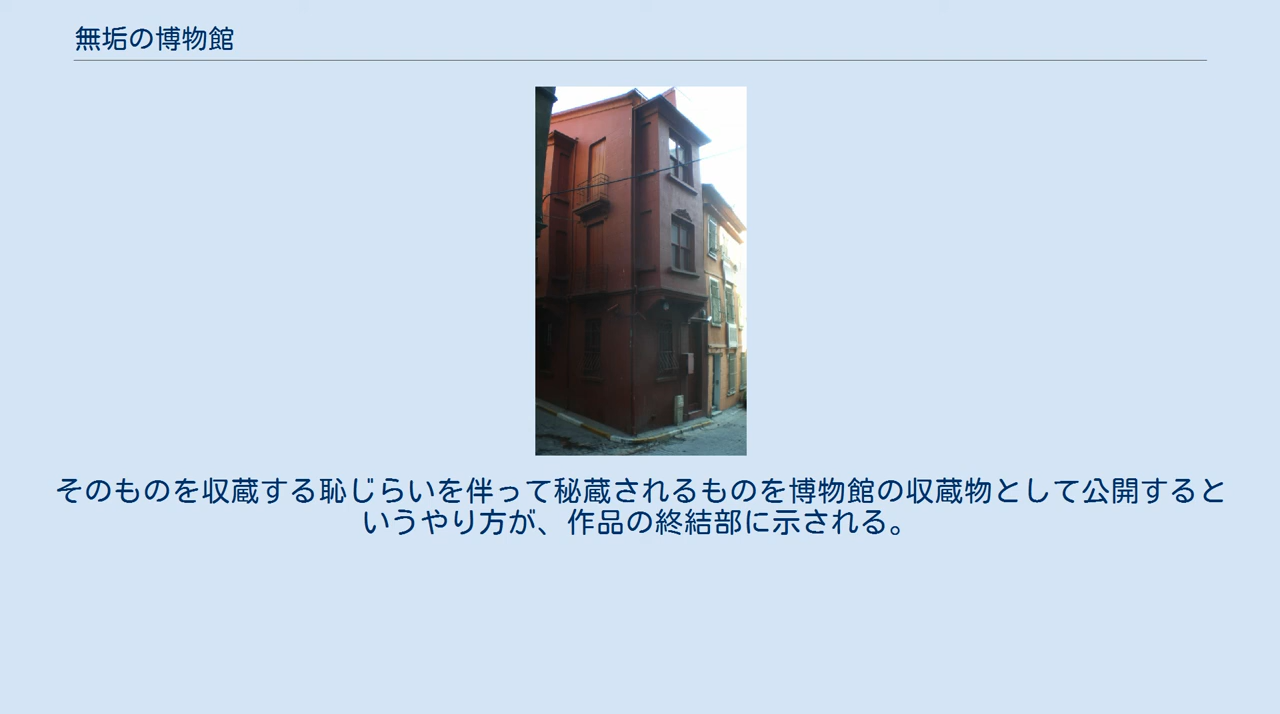 無垢の博物館
そのものを収蔵する恥じらいを伴って秘蔵されるものを博物館の収蔵物として公開すると
いうやり方が、作品の終結部に示される。